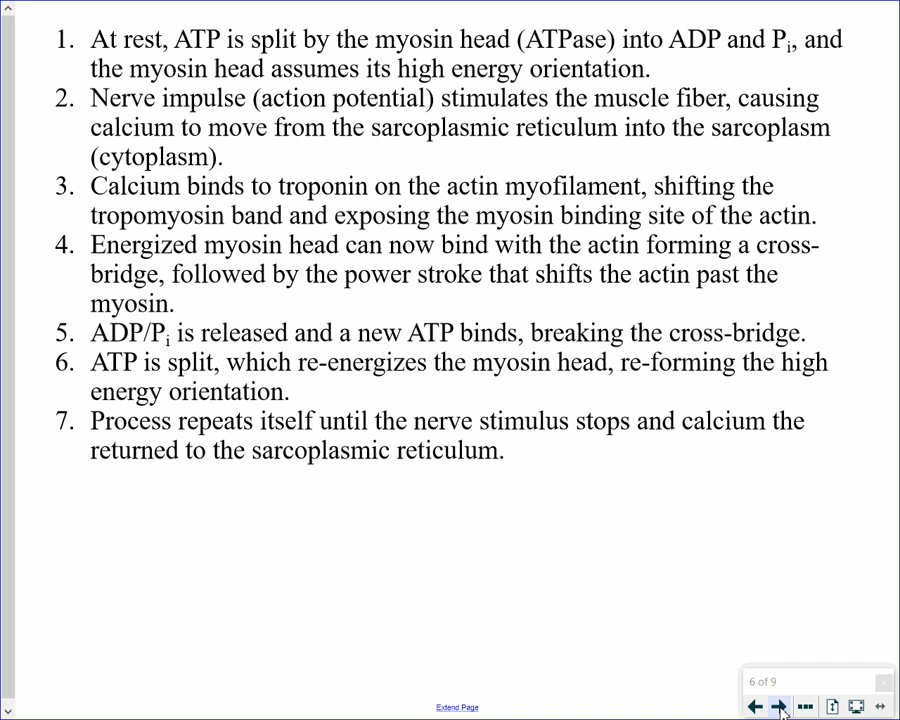 1. At rest, ATP is split by the myosin head (ATPase) into ADP and Pi, and
the myosin head assumes its high energy orientation.
2. Nerve impulse (action potential) stimulates the muscle fiber, causing
calcium to move from the sarcoplasmic reticulum into the sarcoplasm
(cytoplasm).
3. Calcium binds to troponin on the actin myofilament, shifting the
tropomyosin band and exposing the myosin binding site of the actin.
4. Energized myosin head can now bind with the actin forming a cross-
bridge, followed by the power stroke that shifts the actin past the
myosin.
5. ADP/Pi is released and a new ATP binds, breaking the cross-bridge.
6. ATP is split, which re-energizes the myosin head, re-forming the high
energy orientation.
7. Process repeats itself until the nerve stimulus stops and calcium the
returned to the sarcoplasmic reticulum.
6 of 9
Extend Page